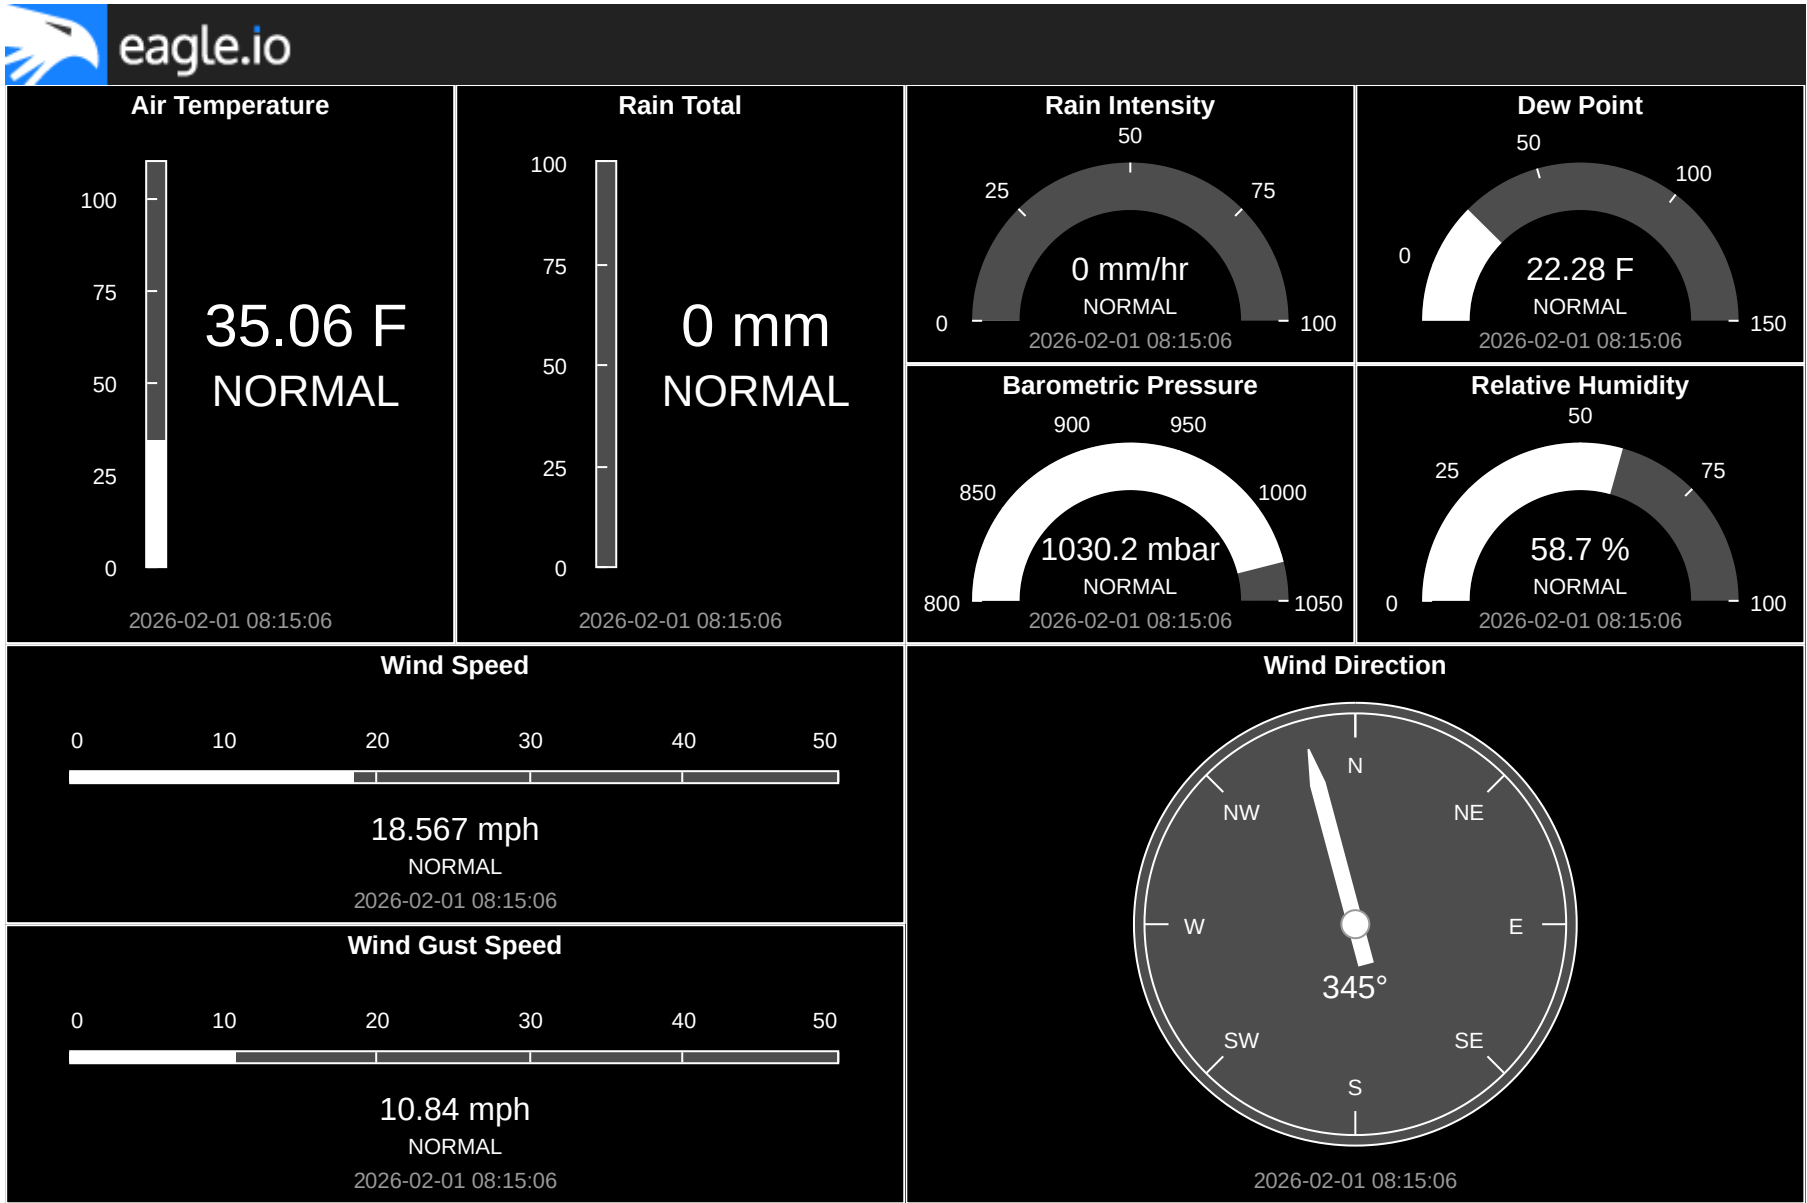 eagle.io
Air Temperature
100
75
50
25
0
35.06 F
NORMAL
2026-02-01 08:15:06
Rain Total
100
75
50
25
0
0 mm
NORMAL
2026-02-01 08:15:06
Rain Intensity
0
25
50
75
100
0 mm/hr
NORMAL
2026-02-01 08:15:06
Dew Point
0
50
100
150
22.28 F
NORMAL
2026-02-01 08:15:06
Barometric Pressure
800
850
900
950
1000
1050
1030.2 mbar
NORMAL
2026-02-01 08:15:06
Relative Humidity
0
25
50
75
100
58.7 %
NORMAL
2026-02-01 08:15:06
Wind Speed
0 10 20 30 40 50
18.567 mph
NORMAL
2026-02-01 08:15:06
Wind Gust Speed
0 10 20 30 40 50
10.84 mph
NORMAL
2026-02-01 08:15:06
Wind Direction
N
NW NE
W E
345°
SW SE
S
2026-02-01 08:15:06